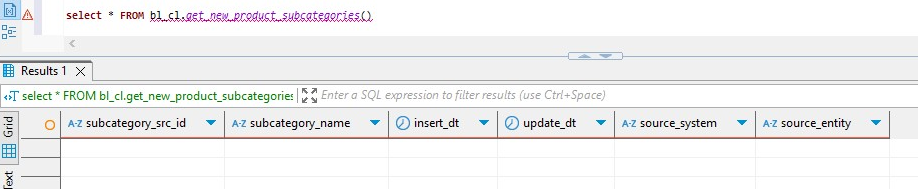 select * FROM bl_cl.get_new_product_subcategories()
Results 1
select * FROM bl_cl.get_new_product_subcategories
Enter a SQL expression to filter results (use Ctrl+Space)
Grid
A-Z subcategory_src_id
A-Z subcategory_name
insert_dt
update_dt
A-Z source_system
A-Z source_entity
Text